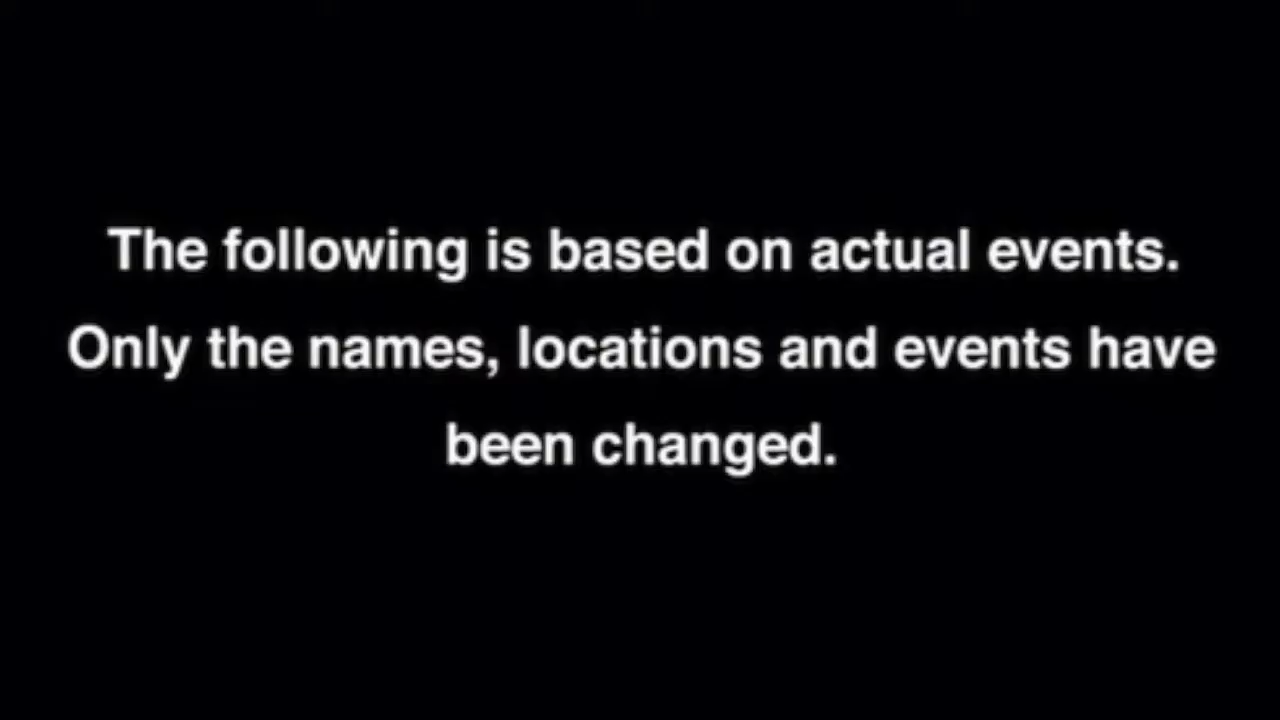 The following is based on actual events.
Only the names, locations and events have
been changed.